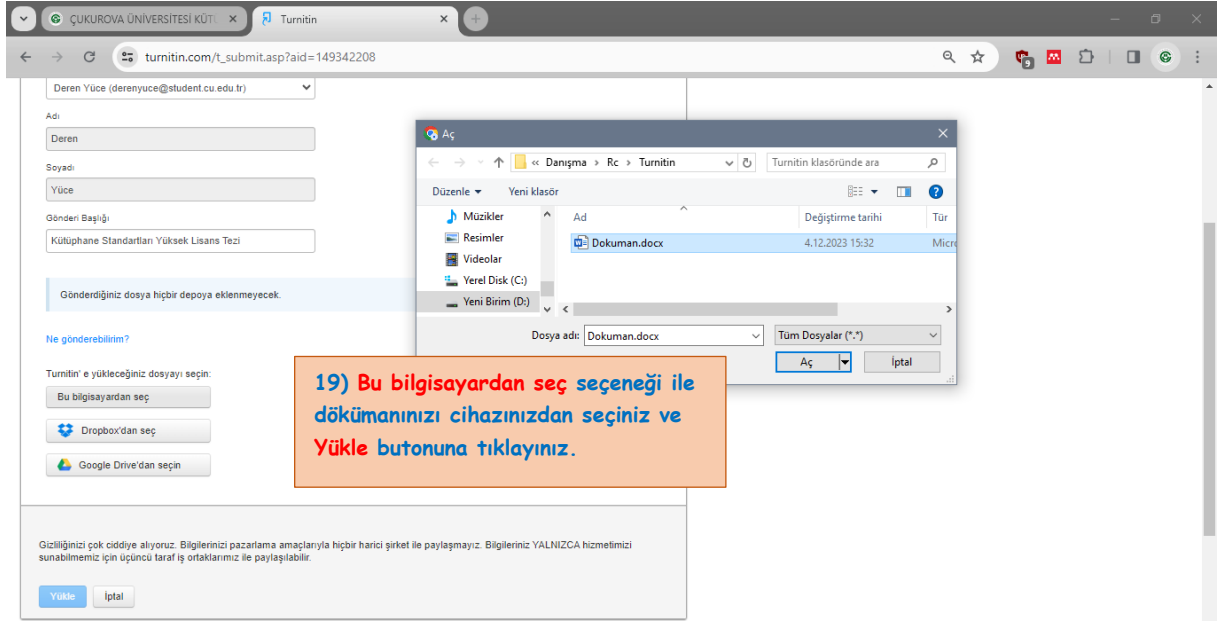 ÇUKUROVA ÜNİVERSİTESİ KÜTÜ
Turnitin
turnitin.com/t_submit.asp?aid=149342208
9
Deren Yüce (derenyuce@student.cu.edu.tr)
Adı
Deren
Soyadı
Yüce
Gönderi Başlığı
Kütüphane Standartları Yüksek Lisans Tezi
Gönderdiğiniz dosya hiçbir depoya eklenmeyecek.
Ne gönderebilirim?
Turnitin' e yükleceğiniz dosyayı seçin:
Bu bilgisayardan seç
Dropbox'dan seç
Google Drive'dan seçin
Aç
« Danışma › Rc › Turnitin
Turnitin klasöründe ara
Düzenle
Yeni klasör
Müzikler
Resimler
Videolar
Yerel Disk (C:)
Yeni Birim (D:)
Ad
Değiştirme tarihi
Tür
Dokuman.docx
4.12.2023 15:32
Micro
Dosya adı: Dokuman.docx
Tüm Dosyalar (*.*)
Aç
İptal
19) Bu bilgisayardan seç seçeneği ile
dökümanınızı cihazınızdan seçiniz ve
Yükle butonuna tıklayınız.
Gizliliğinizi çok ciddiye alıyoruz. Bilgilerinizi pazarlama amaçlarıyla hiçbir harici şirket ile paylaşmayız. Bilgileriniz YALNIZCA hizmetimizi
sunabilmemiz için üçüncü taraf iş ortaklarımız ile paylaşılabilir.
Yükle
İptal